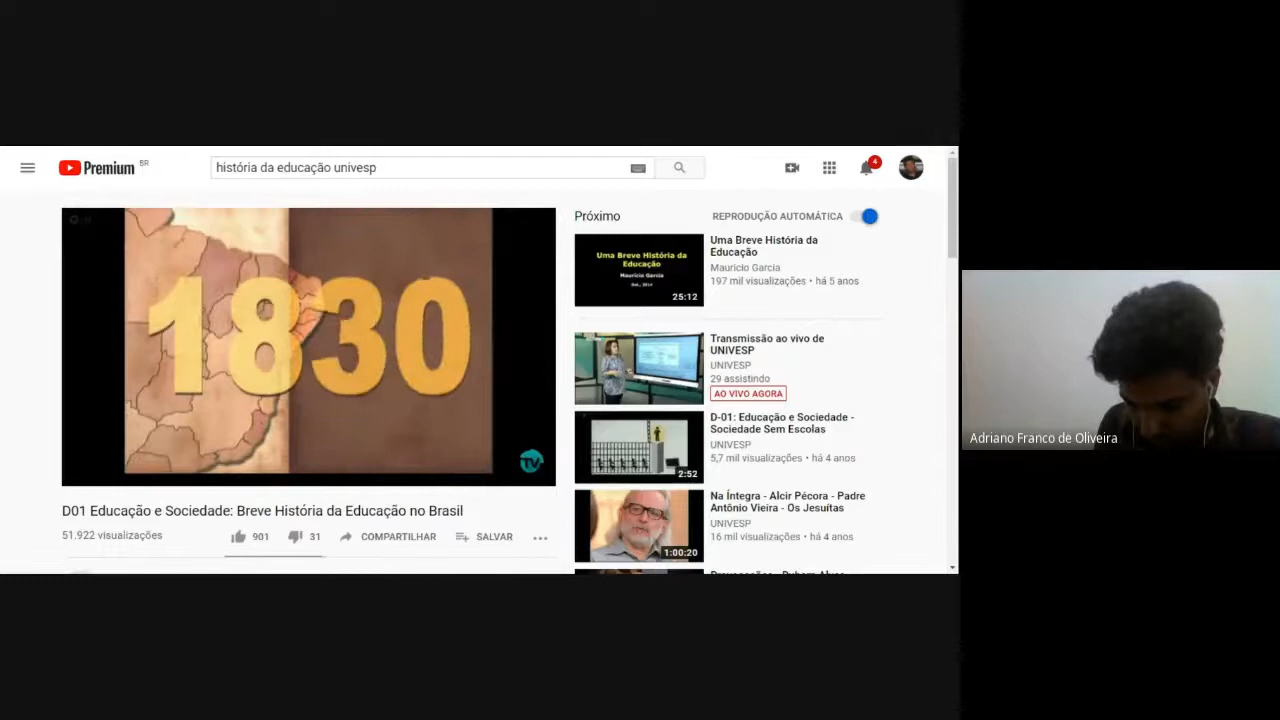 Premium BR
história da educação univesp
4
1830
TV
D01 Educação e Sociedade: Breve História da Educação no Brasil
51.922 visualizações
901
31
COMPARTILHAR
SALVAR
Próximo
REPRODUÇÃO AUTOMÁTICA
Uma Breve História da
Educação
Mauricio Garcia
25:12
Uma Breve História da
Educação
Mauricio Garcia
197 mil visualizações • há 5 anos
Transmissão ao vivo de
UNIVESP
UNIVESP
29 assistindo
AO VIVO AGORA
2:52
D-01: Educação e Sociedade -
Sociedade Sem Escolas
UNIVESP
5,7 mil visualizações • há 4 anos
1:00:20
Na Íntegra - Alcir Pécora - Padre
Antônio Vieira - Os Jesuítas
UNIVESP
16 mil visualizações • há 4 anos
Adriano Franco de Oliveira